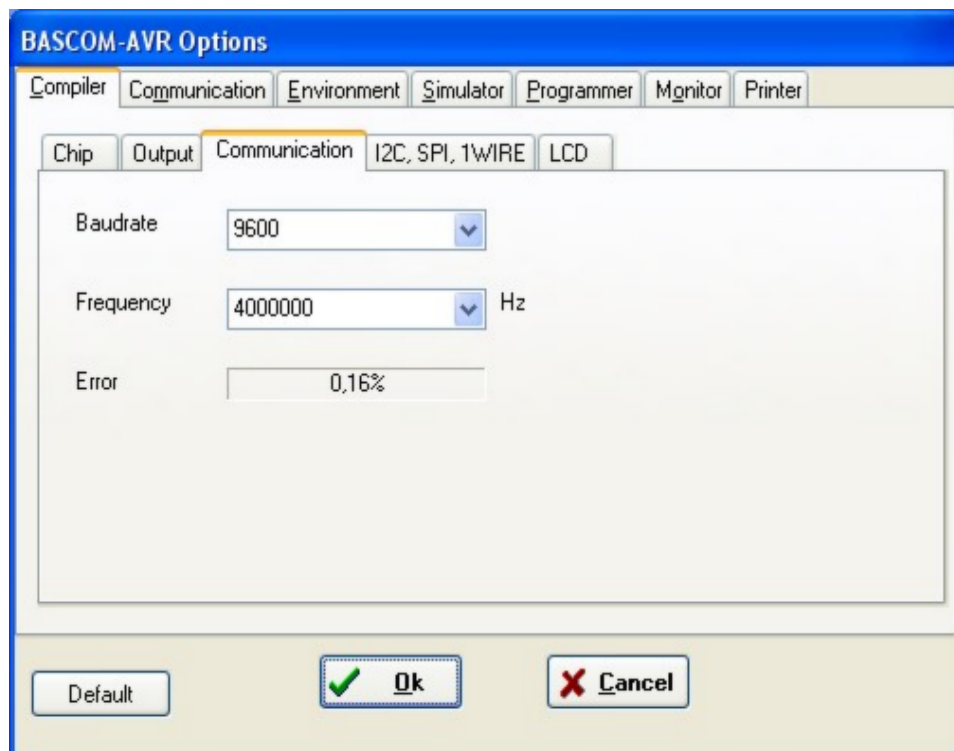 BASCOM-AVR Options
Compiler Communication Environment Simulator Programmer Monitor Printer
Chip Output Communication I2C, SPI, 1WIRE LCD
Baudrate 9600
Frequency 4000000 Hz
Error 0,16%
Default Ok Cancel